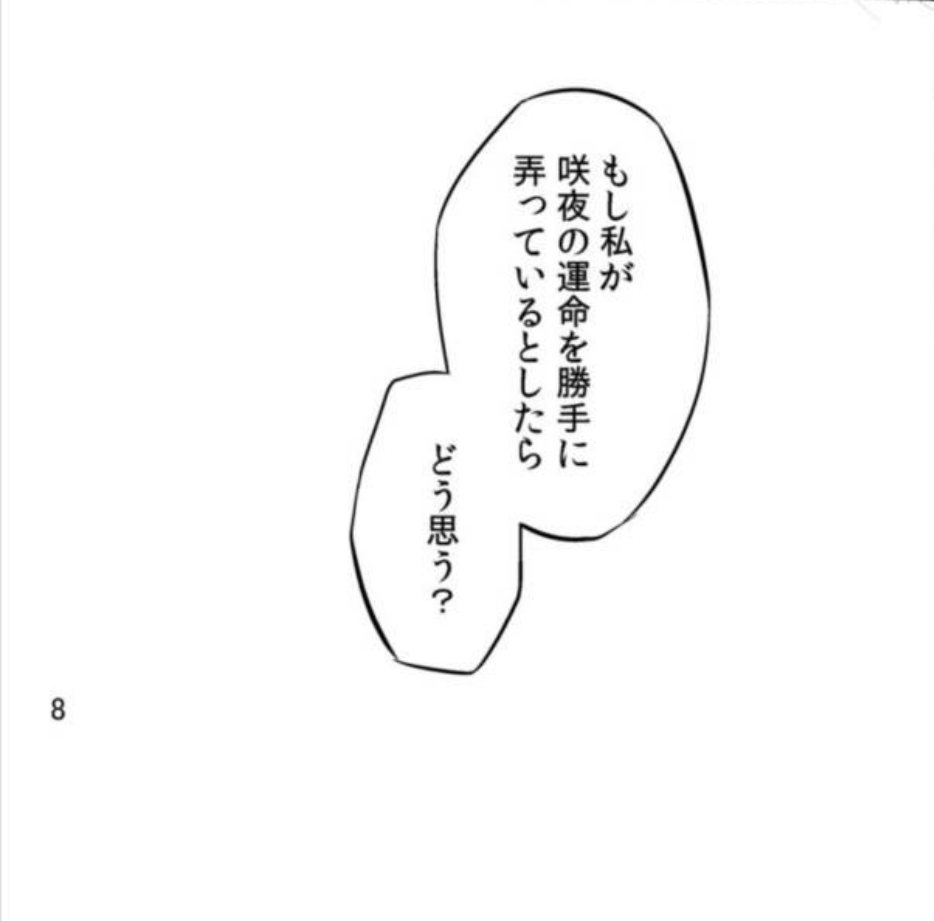 もし私が
咲夜の運命を勝手に
弄っているとしたら
どう思う?
8